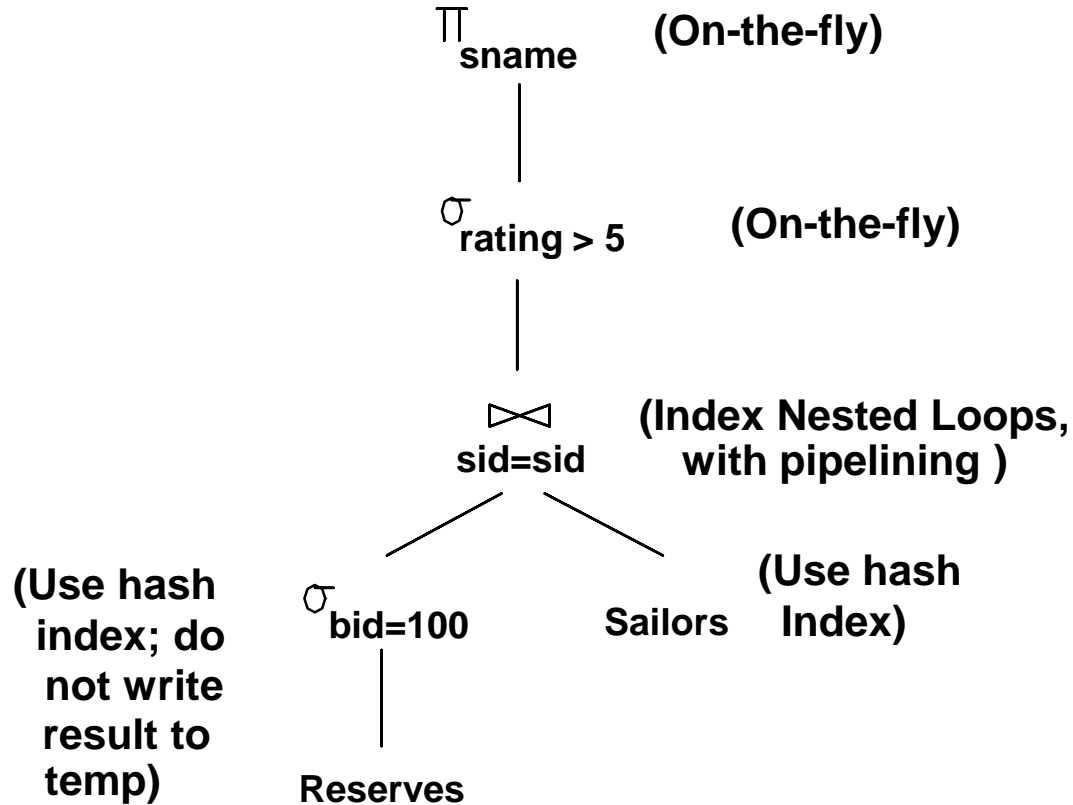 π sname (On-the-fly)
σ rating > 5 (On-the-fly)
⋈ (Index Nested Loops,
sid=sid with pipelining )
(Use hash
index; do
not write
result to
temp)
σ bid=100
Reserves
Sailors
(Use hash
Index)